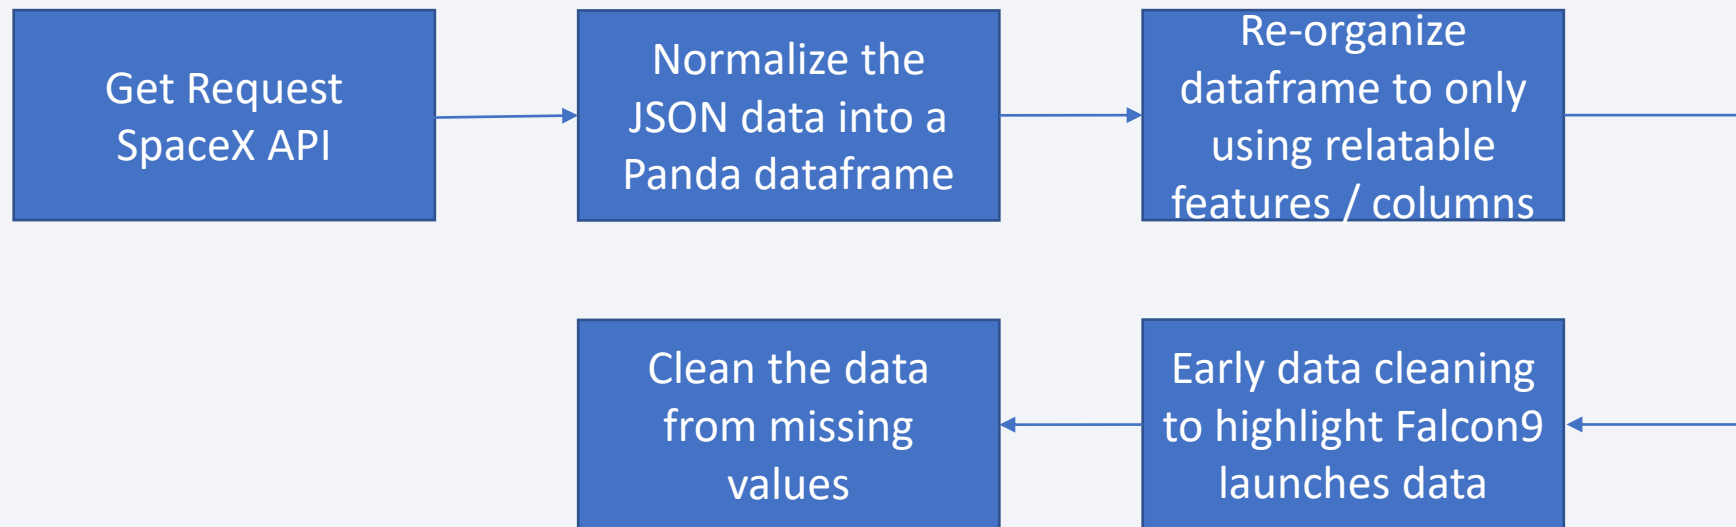 Get Request
SpaceX API
Normalize the
JSON data into a
Panda dataframe
Re-organize
dataframe to only
using relatable
features / columns
Early data cleaning
to highlight Falcon9
launches data
Clean the data
from missing
values